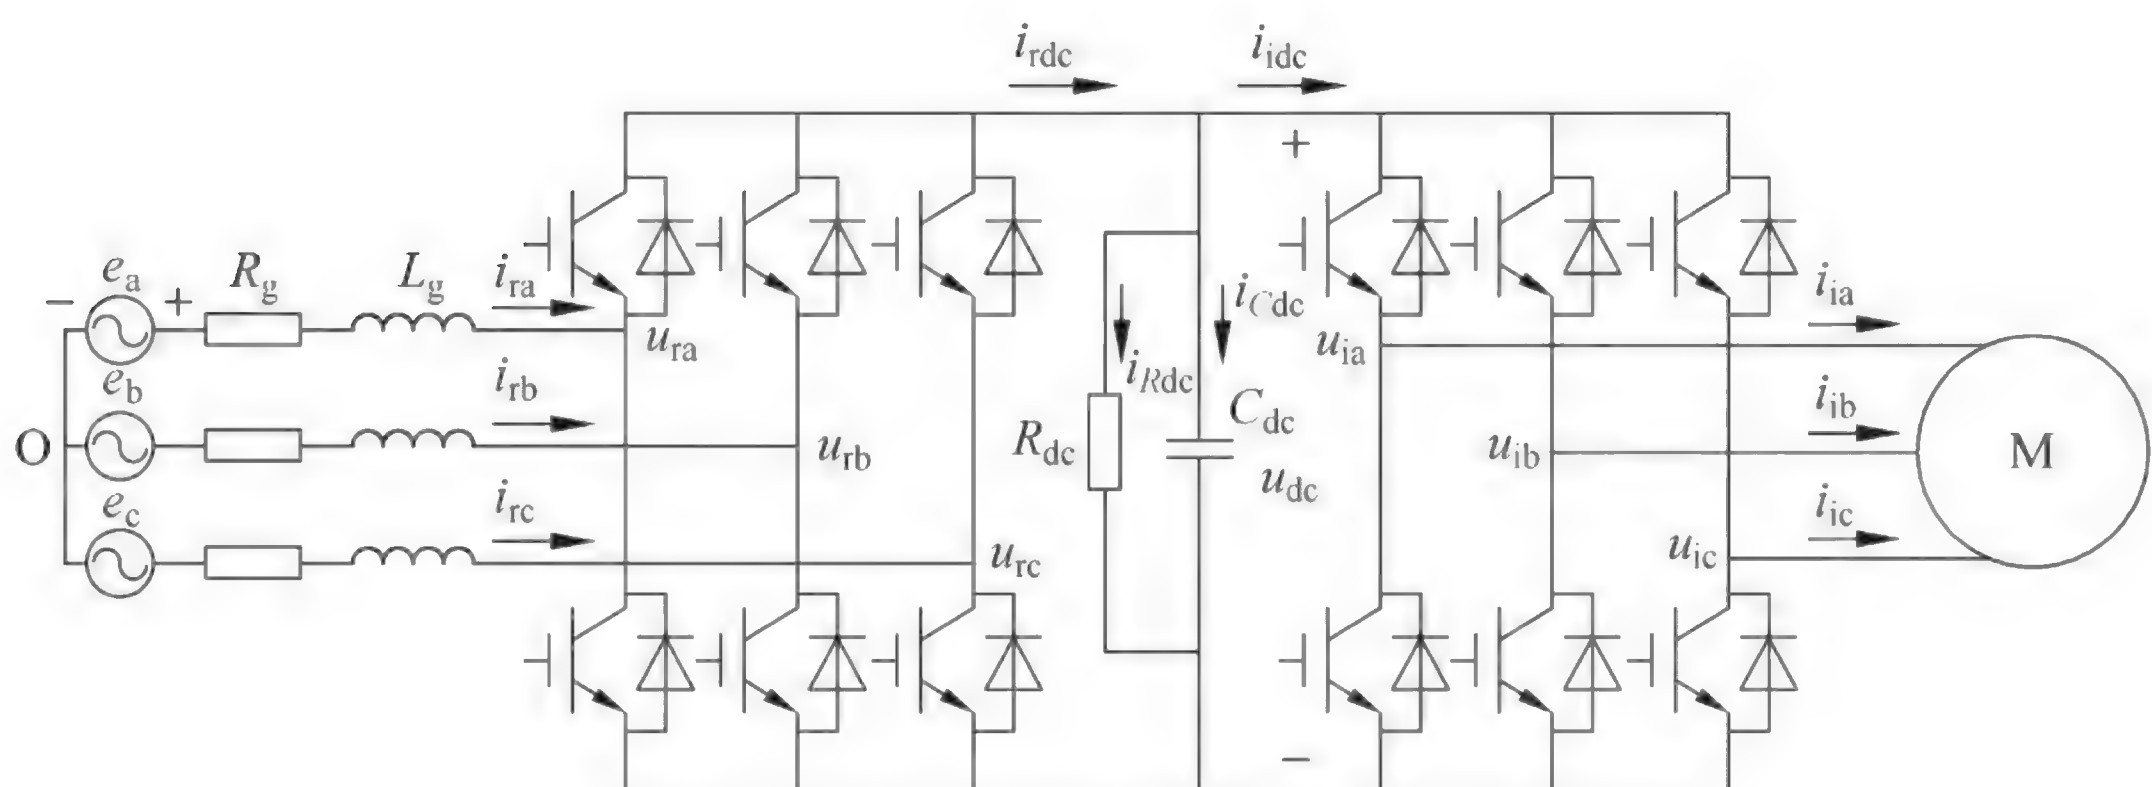 i_rdc i_idc
+
e_a R_g L_g i_ra
- +
i_Cdc i_ia
u_ra u_ia
e_b i_rb i_Rdc i_ib
O u_rb R_dc C_dc u_ib M
u_dc
e_c i_rc i_ic
u_rc u_ic
-